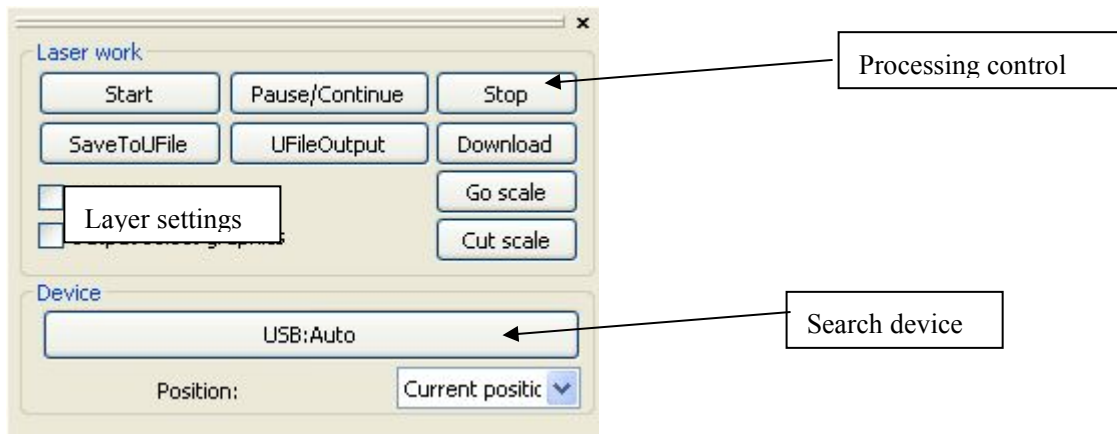 Laser work
Start Pause/Continue Stop
SaveToUFile UFileOutput Download
Go scale
Cut scale
Device
USB:Auto
Position: Current positic
Processing control
Layer settings
Search device